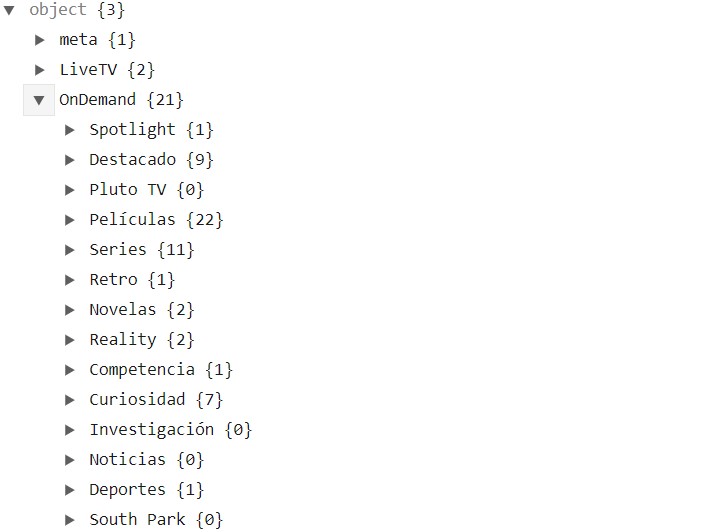 object {3}
meta {1}
LiveTV {2}
OnDemand {21}
Spotlight {1}
Destacado {9}
Pluto TV {0}
Películas {22}
Series {11}
Retro {1}
Novelas {2}
Reality {2}
Competencia {1}
Curiosidad {7}
Investigación {0}
Noticias {0}
Deportes {1}
South Park {0}